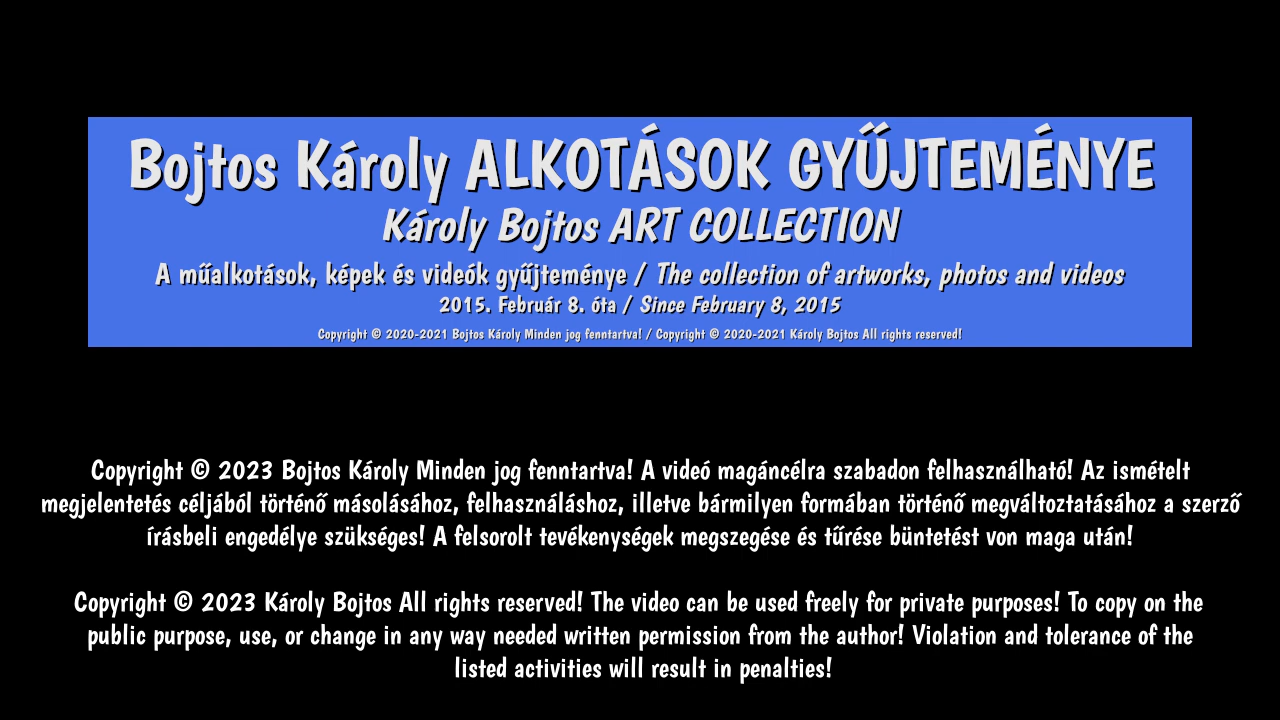 Bojtos Károly ALKOTÁSOK GYŰJTEMÉNYE
Károly Bojtos ART COLLECTION
A műalkotások, képek és videók gyűjteménye / The collection of artworks, photos and videos
2015. Február 8. óta / Since February 8, 2015
Copyright © 2020-2021 Bojtos Károly Minden jog fenntartva! / Copyright © 2020-2021 Károly Bojtos All rights reserved!
Copyright © 2023 Bojtos Károly Minden jog fenntartva! A videó magáncélra szabadon felhasználható! Az ismételt
megjelentetés céljából történő másolásához, felhasználáshoz, illetve bármilyen formában történő megváltoztatásához a szerző
írásbeli engedélye szükséges! A felsorolt tevékenységek megszegése és tűrése büntetést von maga után!
Copyright © 2023 Károly Bojtos All rights reserved! The video can be used freely for private purposes! To copy on the
public purpose, use, or change in any way needed written permission from the author! Violation and tolerance of the
listed activities will result in penalties!